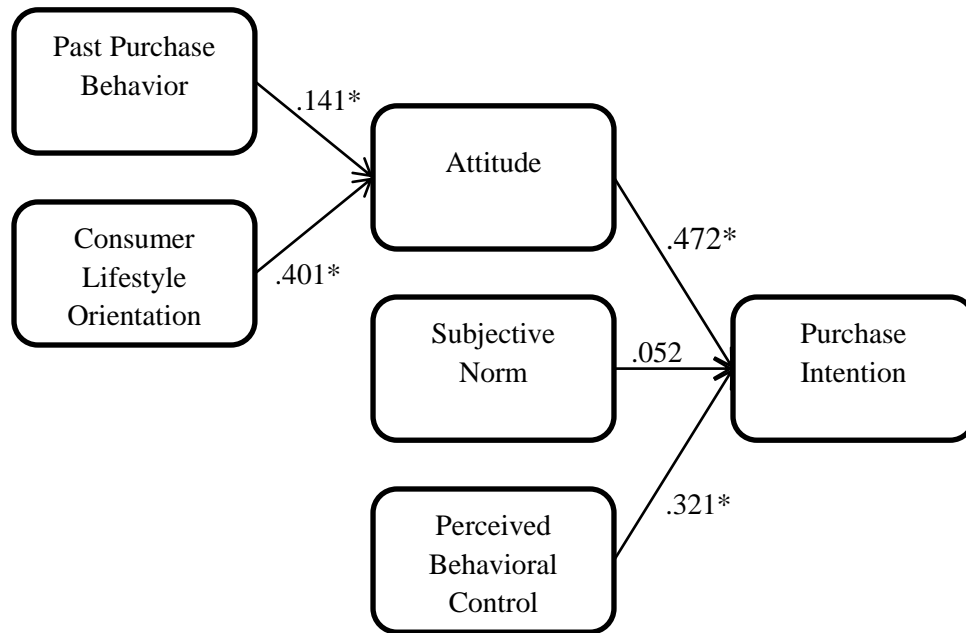 Past Purchase
Behavior
.141*
Attitude
Consumer
Lifestyle
Orientation
.401*
.472*
Subjective
Norm
.052
Purchase
Intention
.321*
Perceived
Behavioral
Control